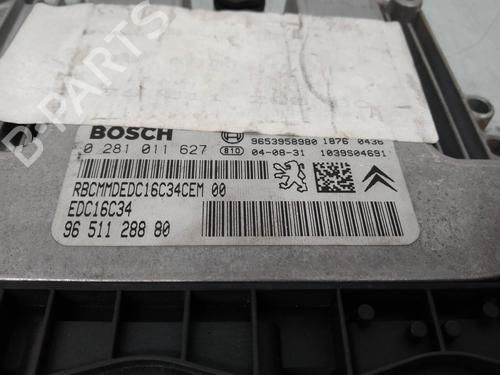 BOSCH
9653958980 1876 0436
0 281 011 627 810 04-08-31 1039S04691
RBCMMDEDC16C34CEM 00
EDC16C34
96 511 288 80
B-PARTS